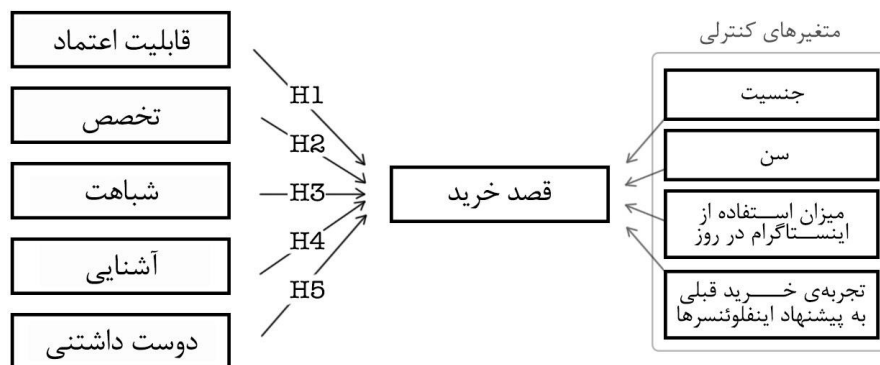 قابلیت اعتماد
تخصص
شباهت
آشنایی
دوست داشتنی
H1
H2
H3
H4
H5
قصد خرید
متغیرهای کنترلی
جنسیت
سن
میزان استفاده از
اینستاگرام در روز
تجربه‌ی خرید قبلی
به پیشنهاد اینفلوئنسرها